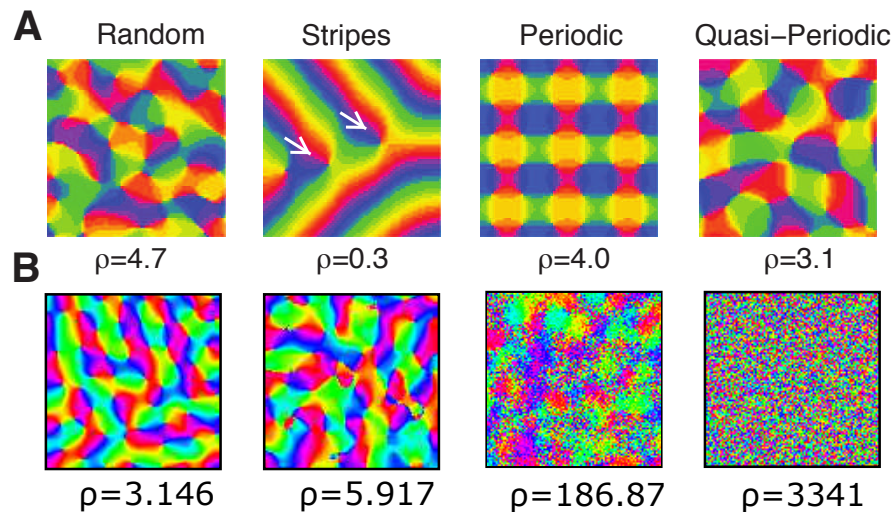 A
Random Stripes Periodic Quasi−Periodic
ρ=4.7 ρ=0.3 ρ=4.0 ρ=3.1
B
ρ=3.146 ρ=5.917 ρ=186.87 ρ=3341